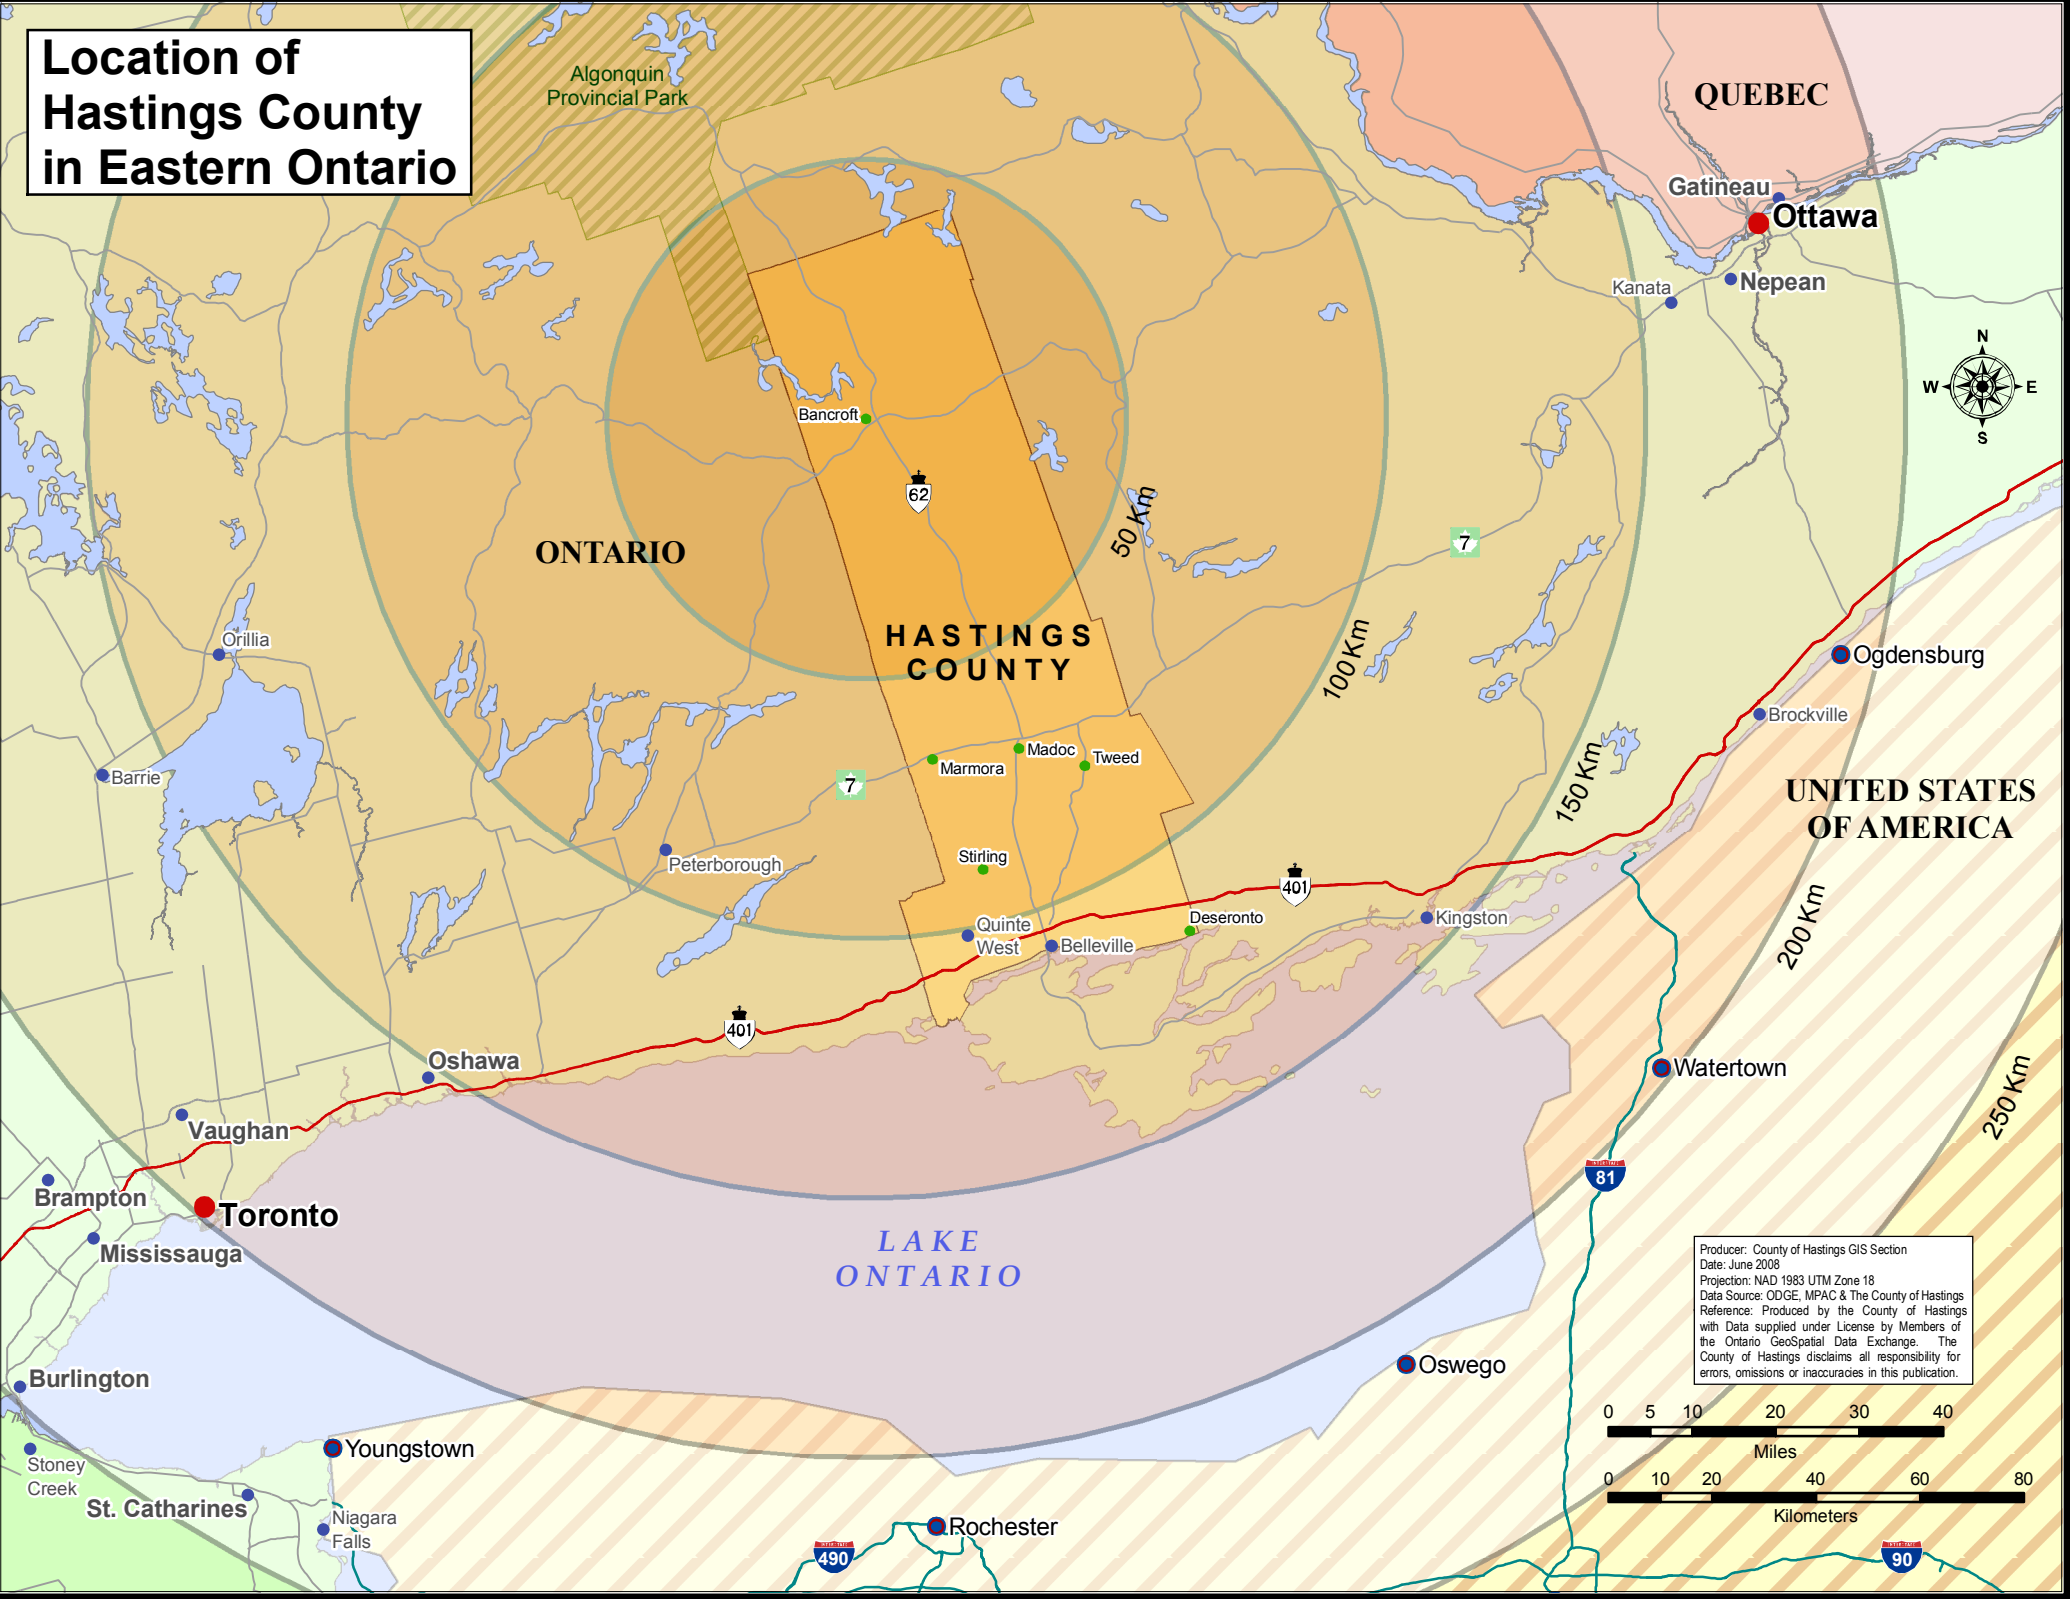 Location of
Hastings County
in Eastern Ontario
Algonquin
Provincial Park
QUEBEC
Gatineau
Ottawa
Kanata
Nepean
N
W
E
S
Bancroft
62
50 Km
ONTARIO
7
HASTINGS
COUNTY
Orillia
100 Km
Ogdensburg
Brockville
Barrie
Marmora
Madoc
Tweed
7
150 Km
UNITED STATES
OF AMERICA
Peterborough
Stirling
401
Quinte
West
Belleville
Deseronto
Kingston
200 Km
401
Oshawa
Watertown
250 Km
Vaughan
81
Brampton
Toronto
Mississauga
LAKE
ONTARIO
Producer: County of Hastings GIS Section
Date: June 2008
Projection: NAD 1983 UTM Zone 18
Data Source: ODGE, MPAC & The County of Hastings
Reference: Produced by the County of Hastings
with Data supplied under License by Members of
the Ontario GeoSpatial Data Exchange. The
County of Hastings disclaims all responsibility for
errors, omissions or inaccuracies in this publication.
Burlington
Oswego
0 5 10 20 30 40
Miles
Youngstown
Stoney
Creek
St. Catharines
0 10 20 40 60 80
Kilometers
Niagara
Falls
Rochester
490
90